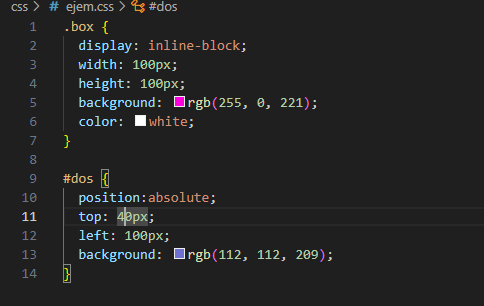 css > # ejem.css > #dos
1 .box {
2 display: inline-block;
3 width: 100px;
4 height: 100px;
5 background: rgb(255, 0, 221);
6 color: white;
7 }
8
9 #dos {
10 position:absolute;
11 top: 40px;
12 left: 100px;
13 background: rgb(112, 112, 209);
14 }